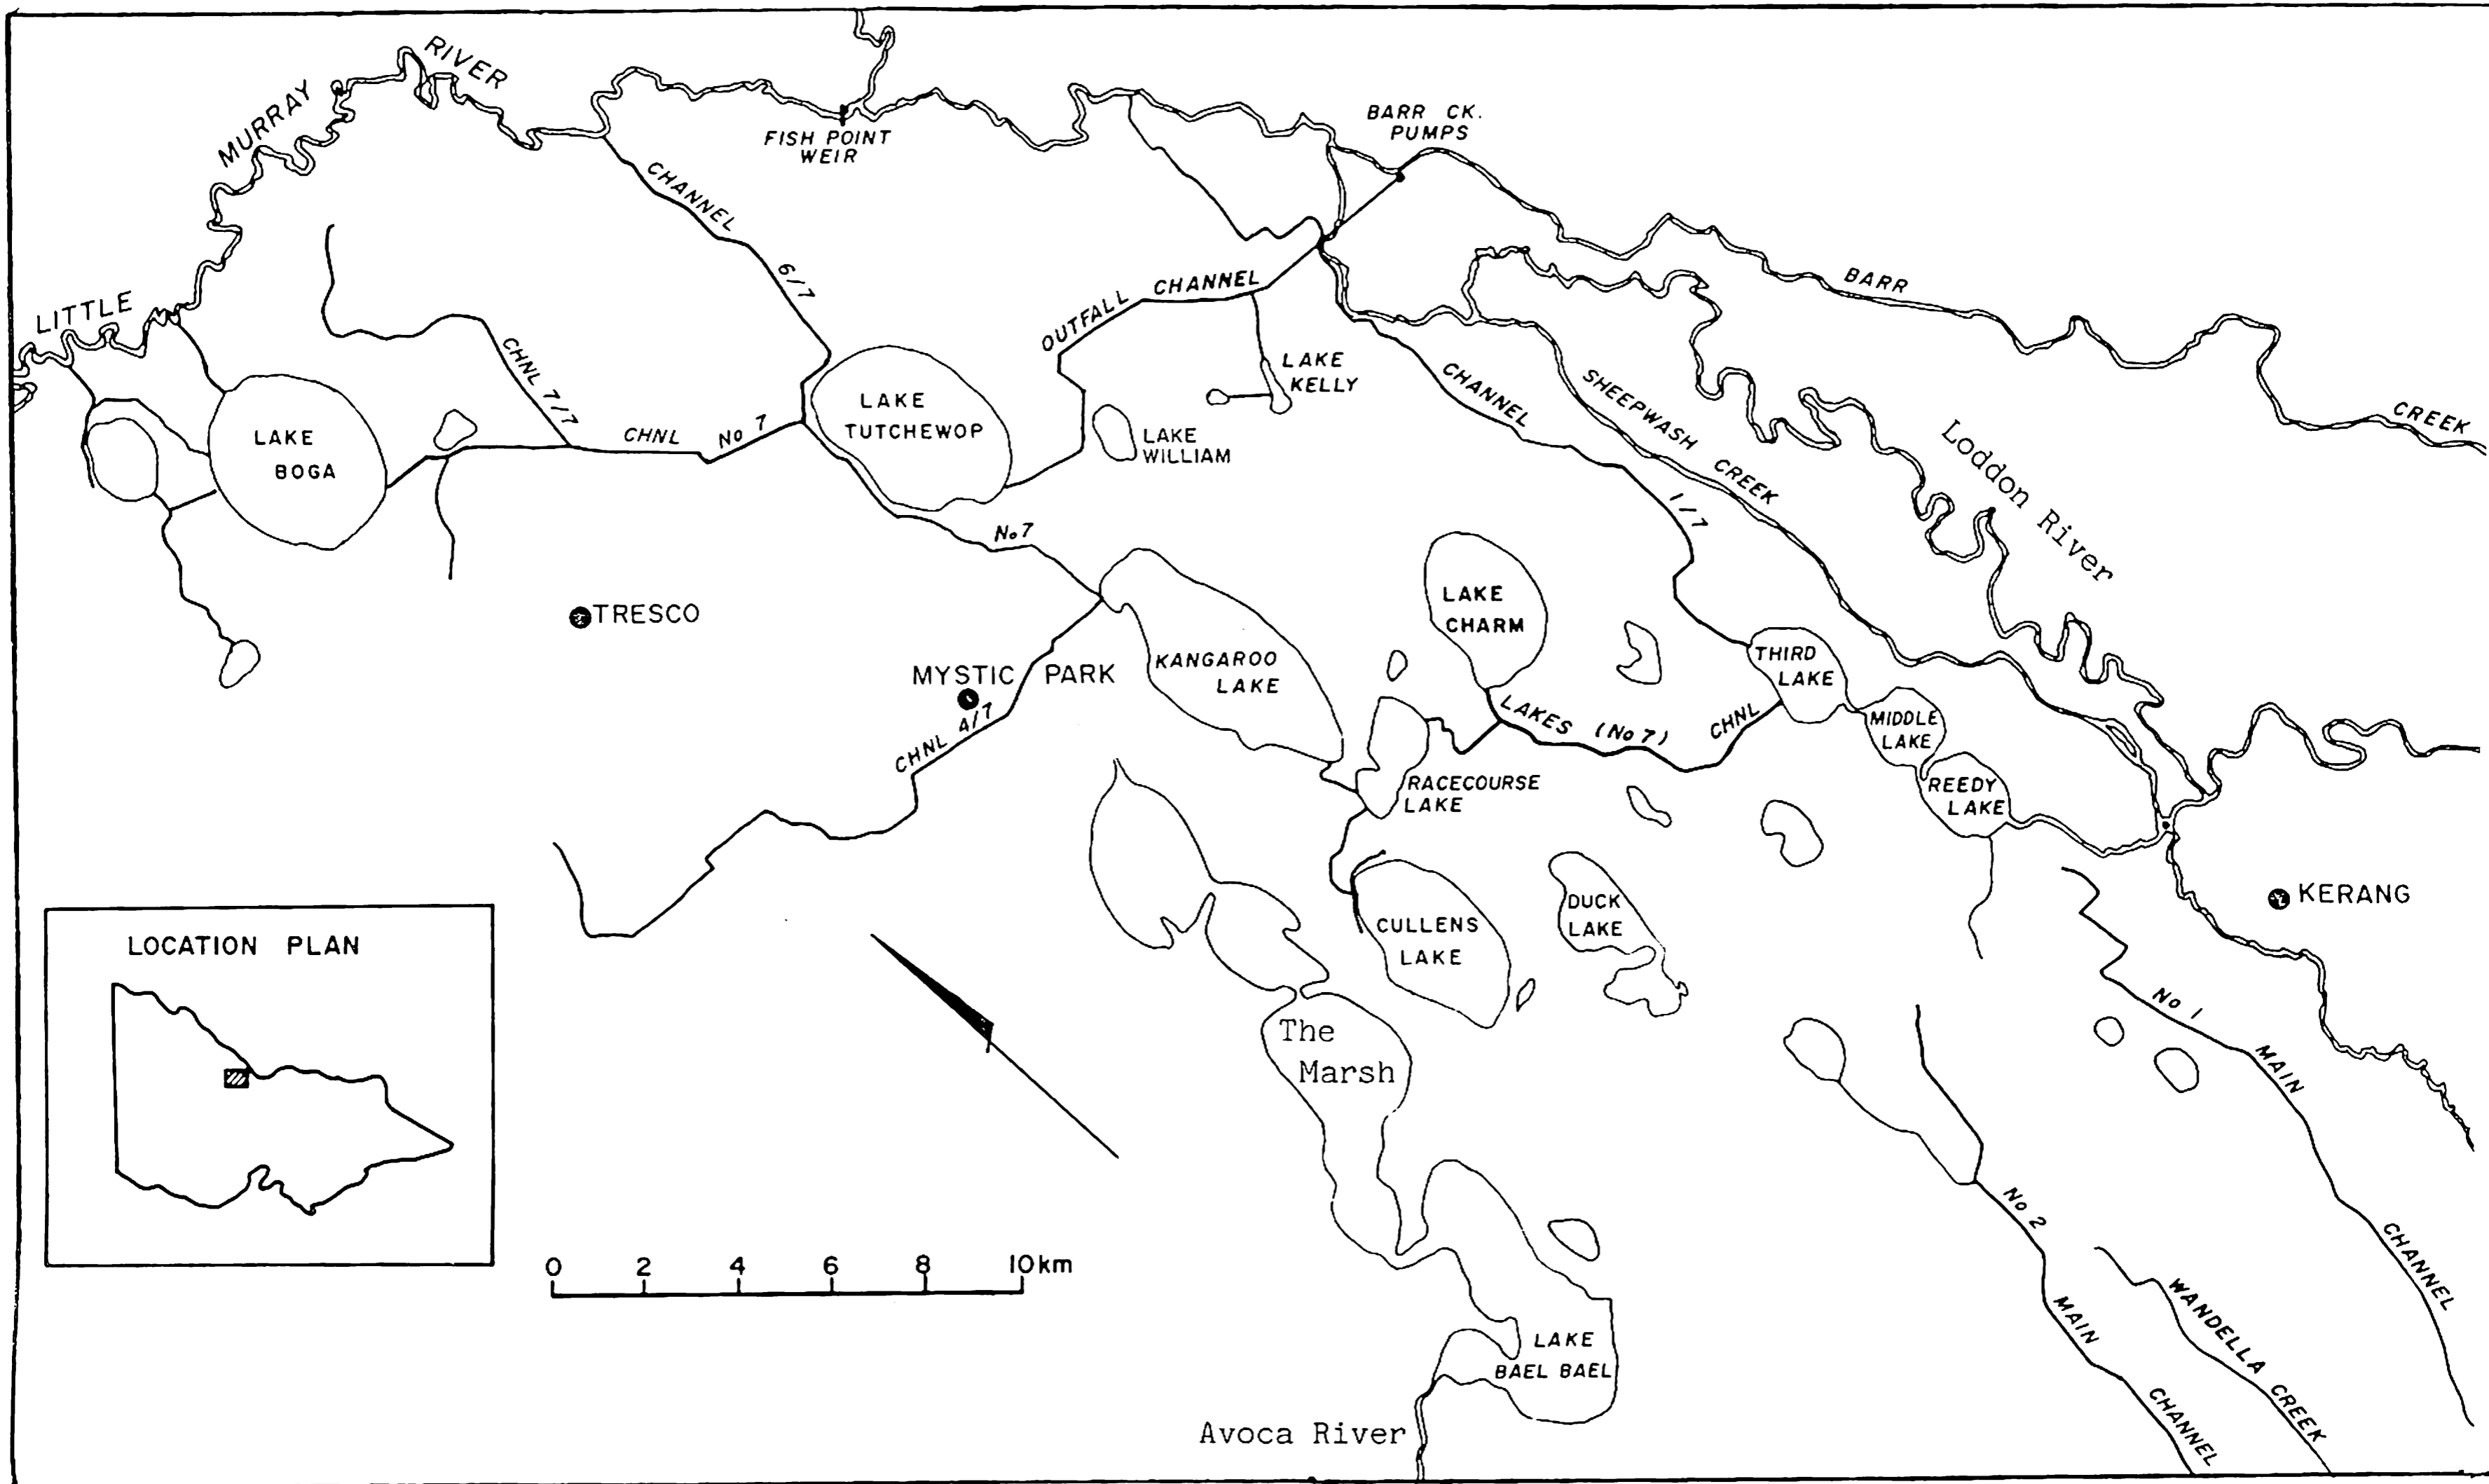 LITTLE
MURRAY
RIVER
FISH POINT
WEIR
BARR CK.
PUMPS
BARR
CREEK
CHANNEL
6/7
OUTFALL
CHANNEL
LAKE
KELLY
CHNL 7/7
LAKE
BOGA
CHNL
No 7
LAKE
TUTCHEWOP
LAKE
WILLIAM
CHANNEL
1/7
SHEEPWASH
CREEK
Loddon River
No 7
TRESCO
MYSTIC PARK
CHNL 4/7
KANGAROO
LAKE
LAKE
CHARM
THIRD
LAKE
MIDDLE
LAKE
REEDY
LAKE
LAKES
(No 7)
CHNL
RACECOURSE
LAKE
CULLENS
LAKE
DUCK
LAKE
KERANG
LOCATION PLAN
The
Marsh
No 1
MAIN
CHANNEL
No 2
MAIN
CHANNEL
WANDELLA
CREEK
0 2 4 6 8 10 km
LAKE
BAEL BAEL
Avoca River